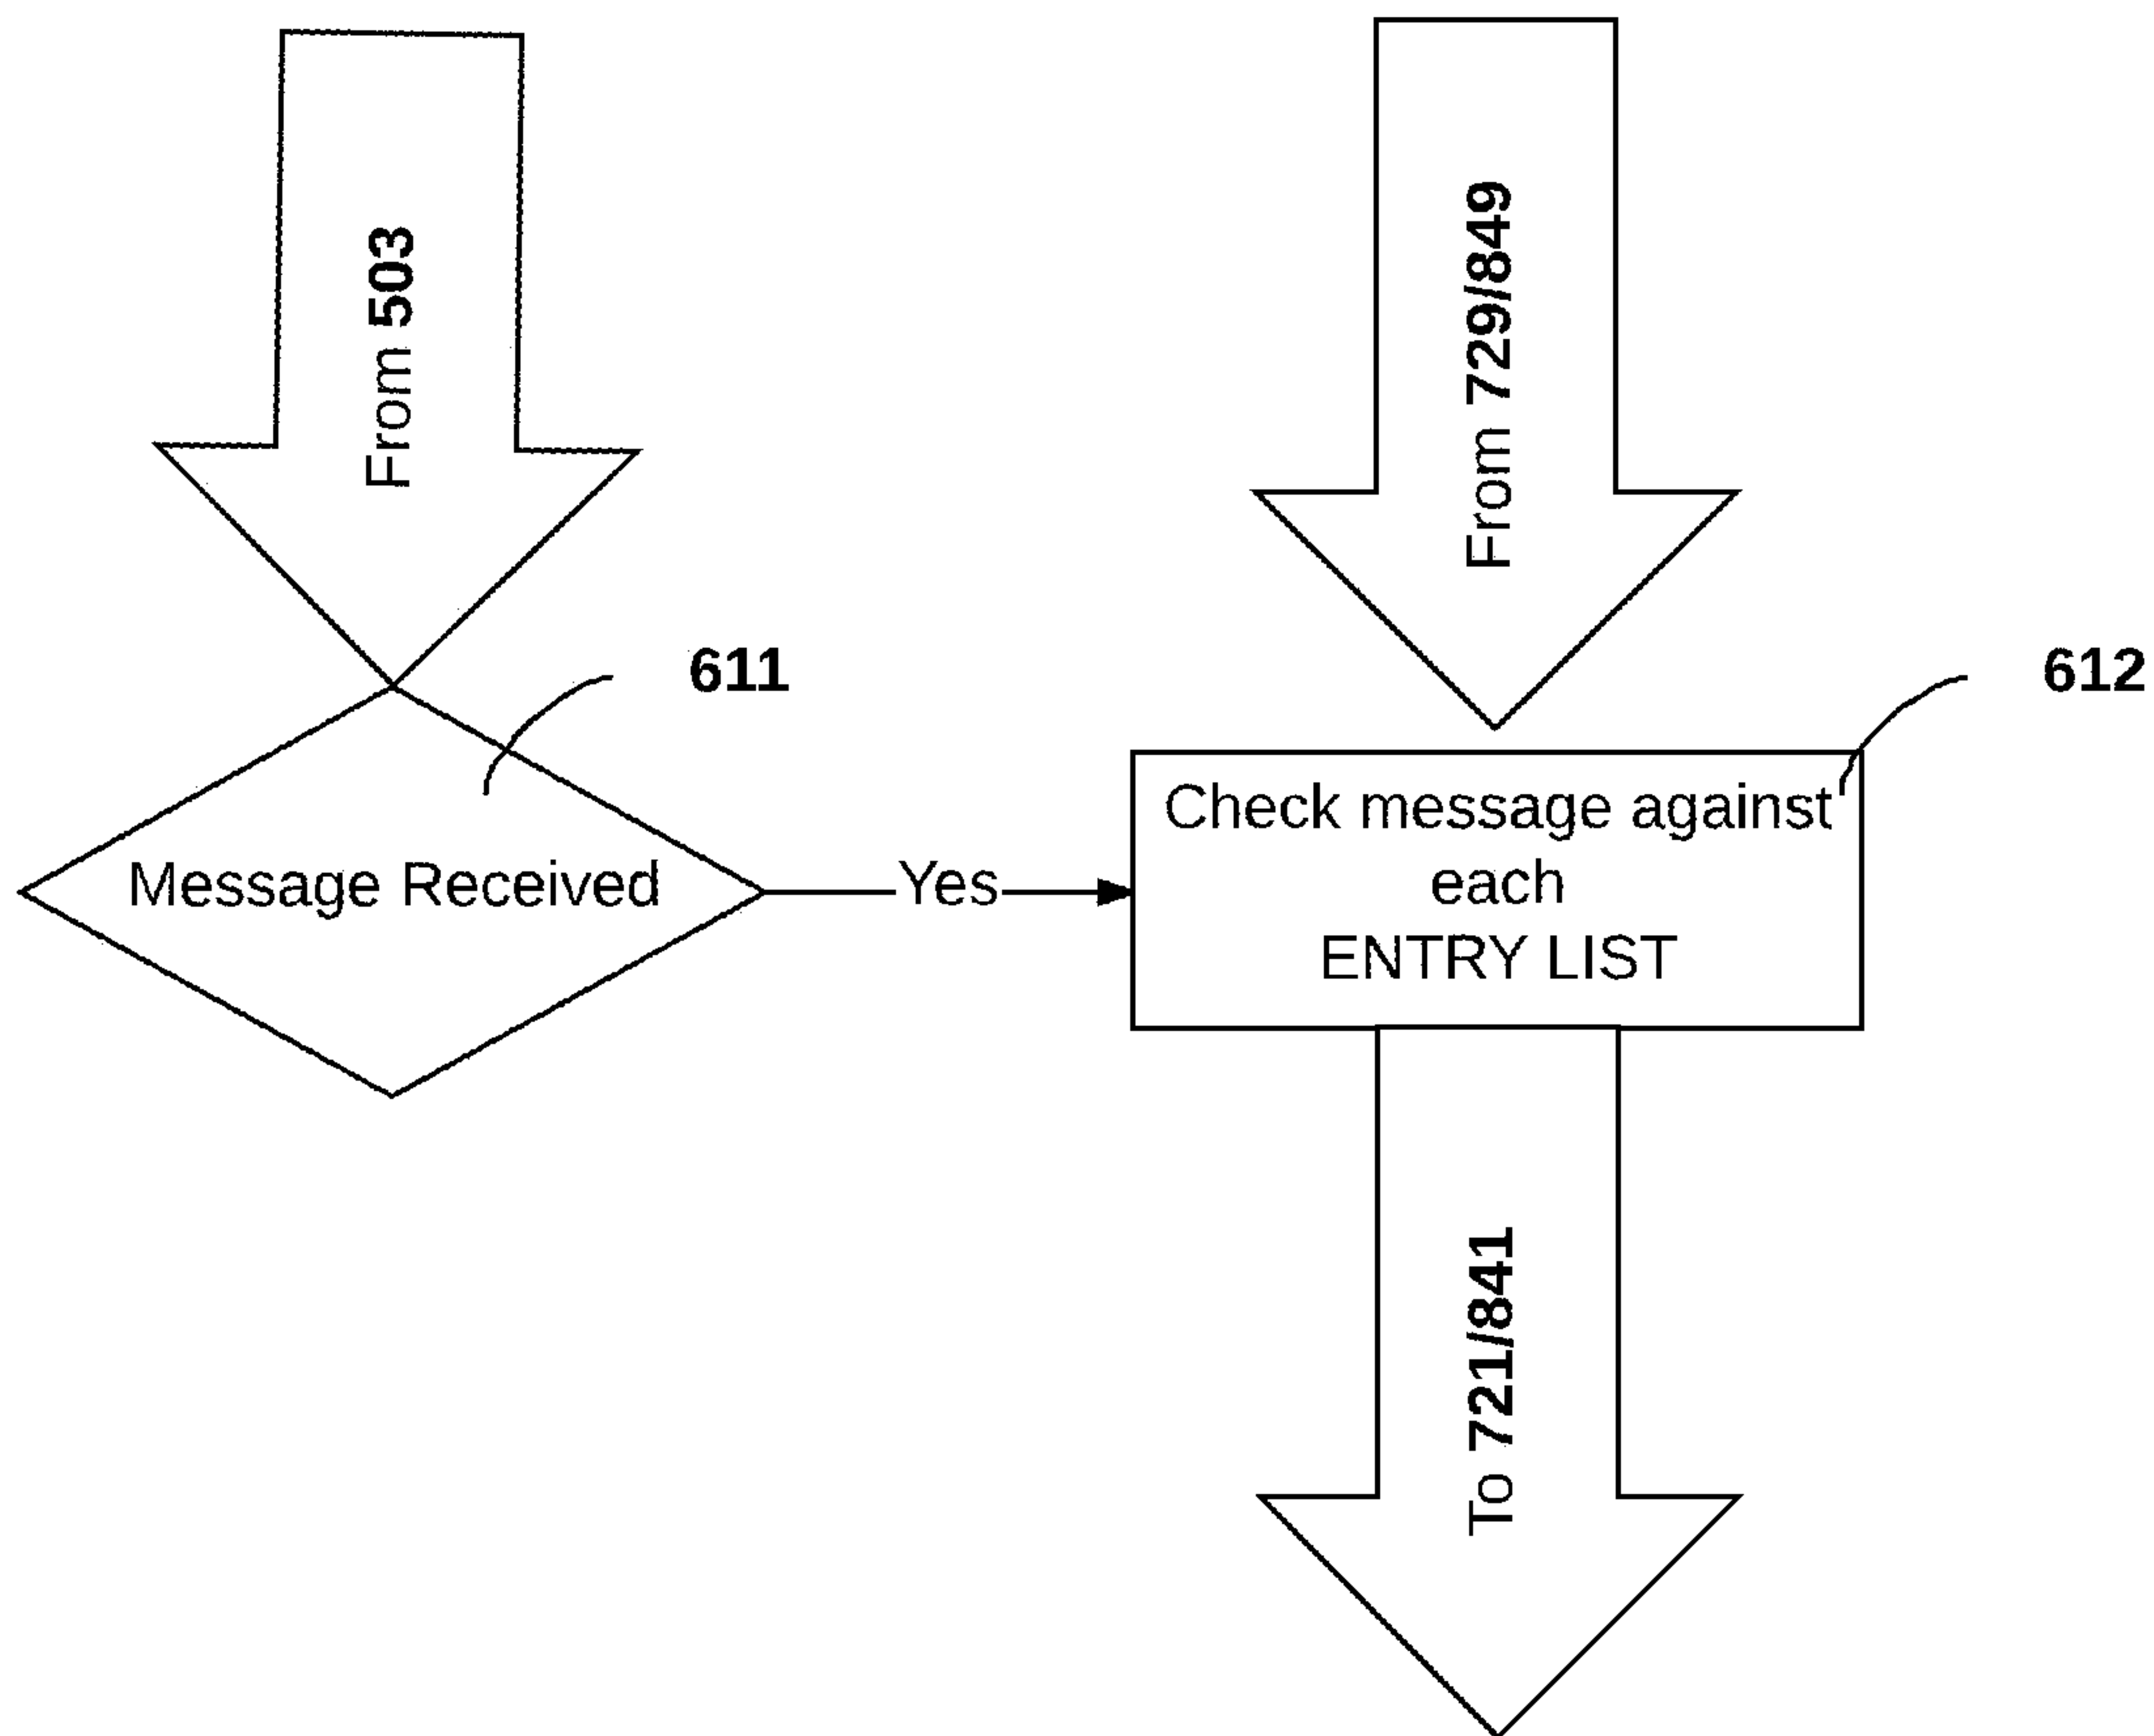 From 503
From 729/849
611
612
Message Received
Yes
Check message against
each
ENTRY LIST
To 721/841